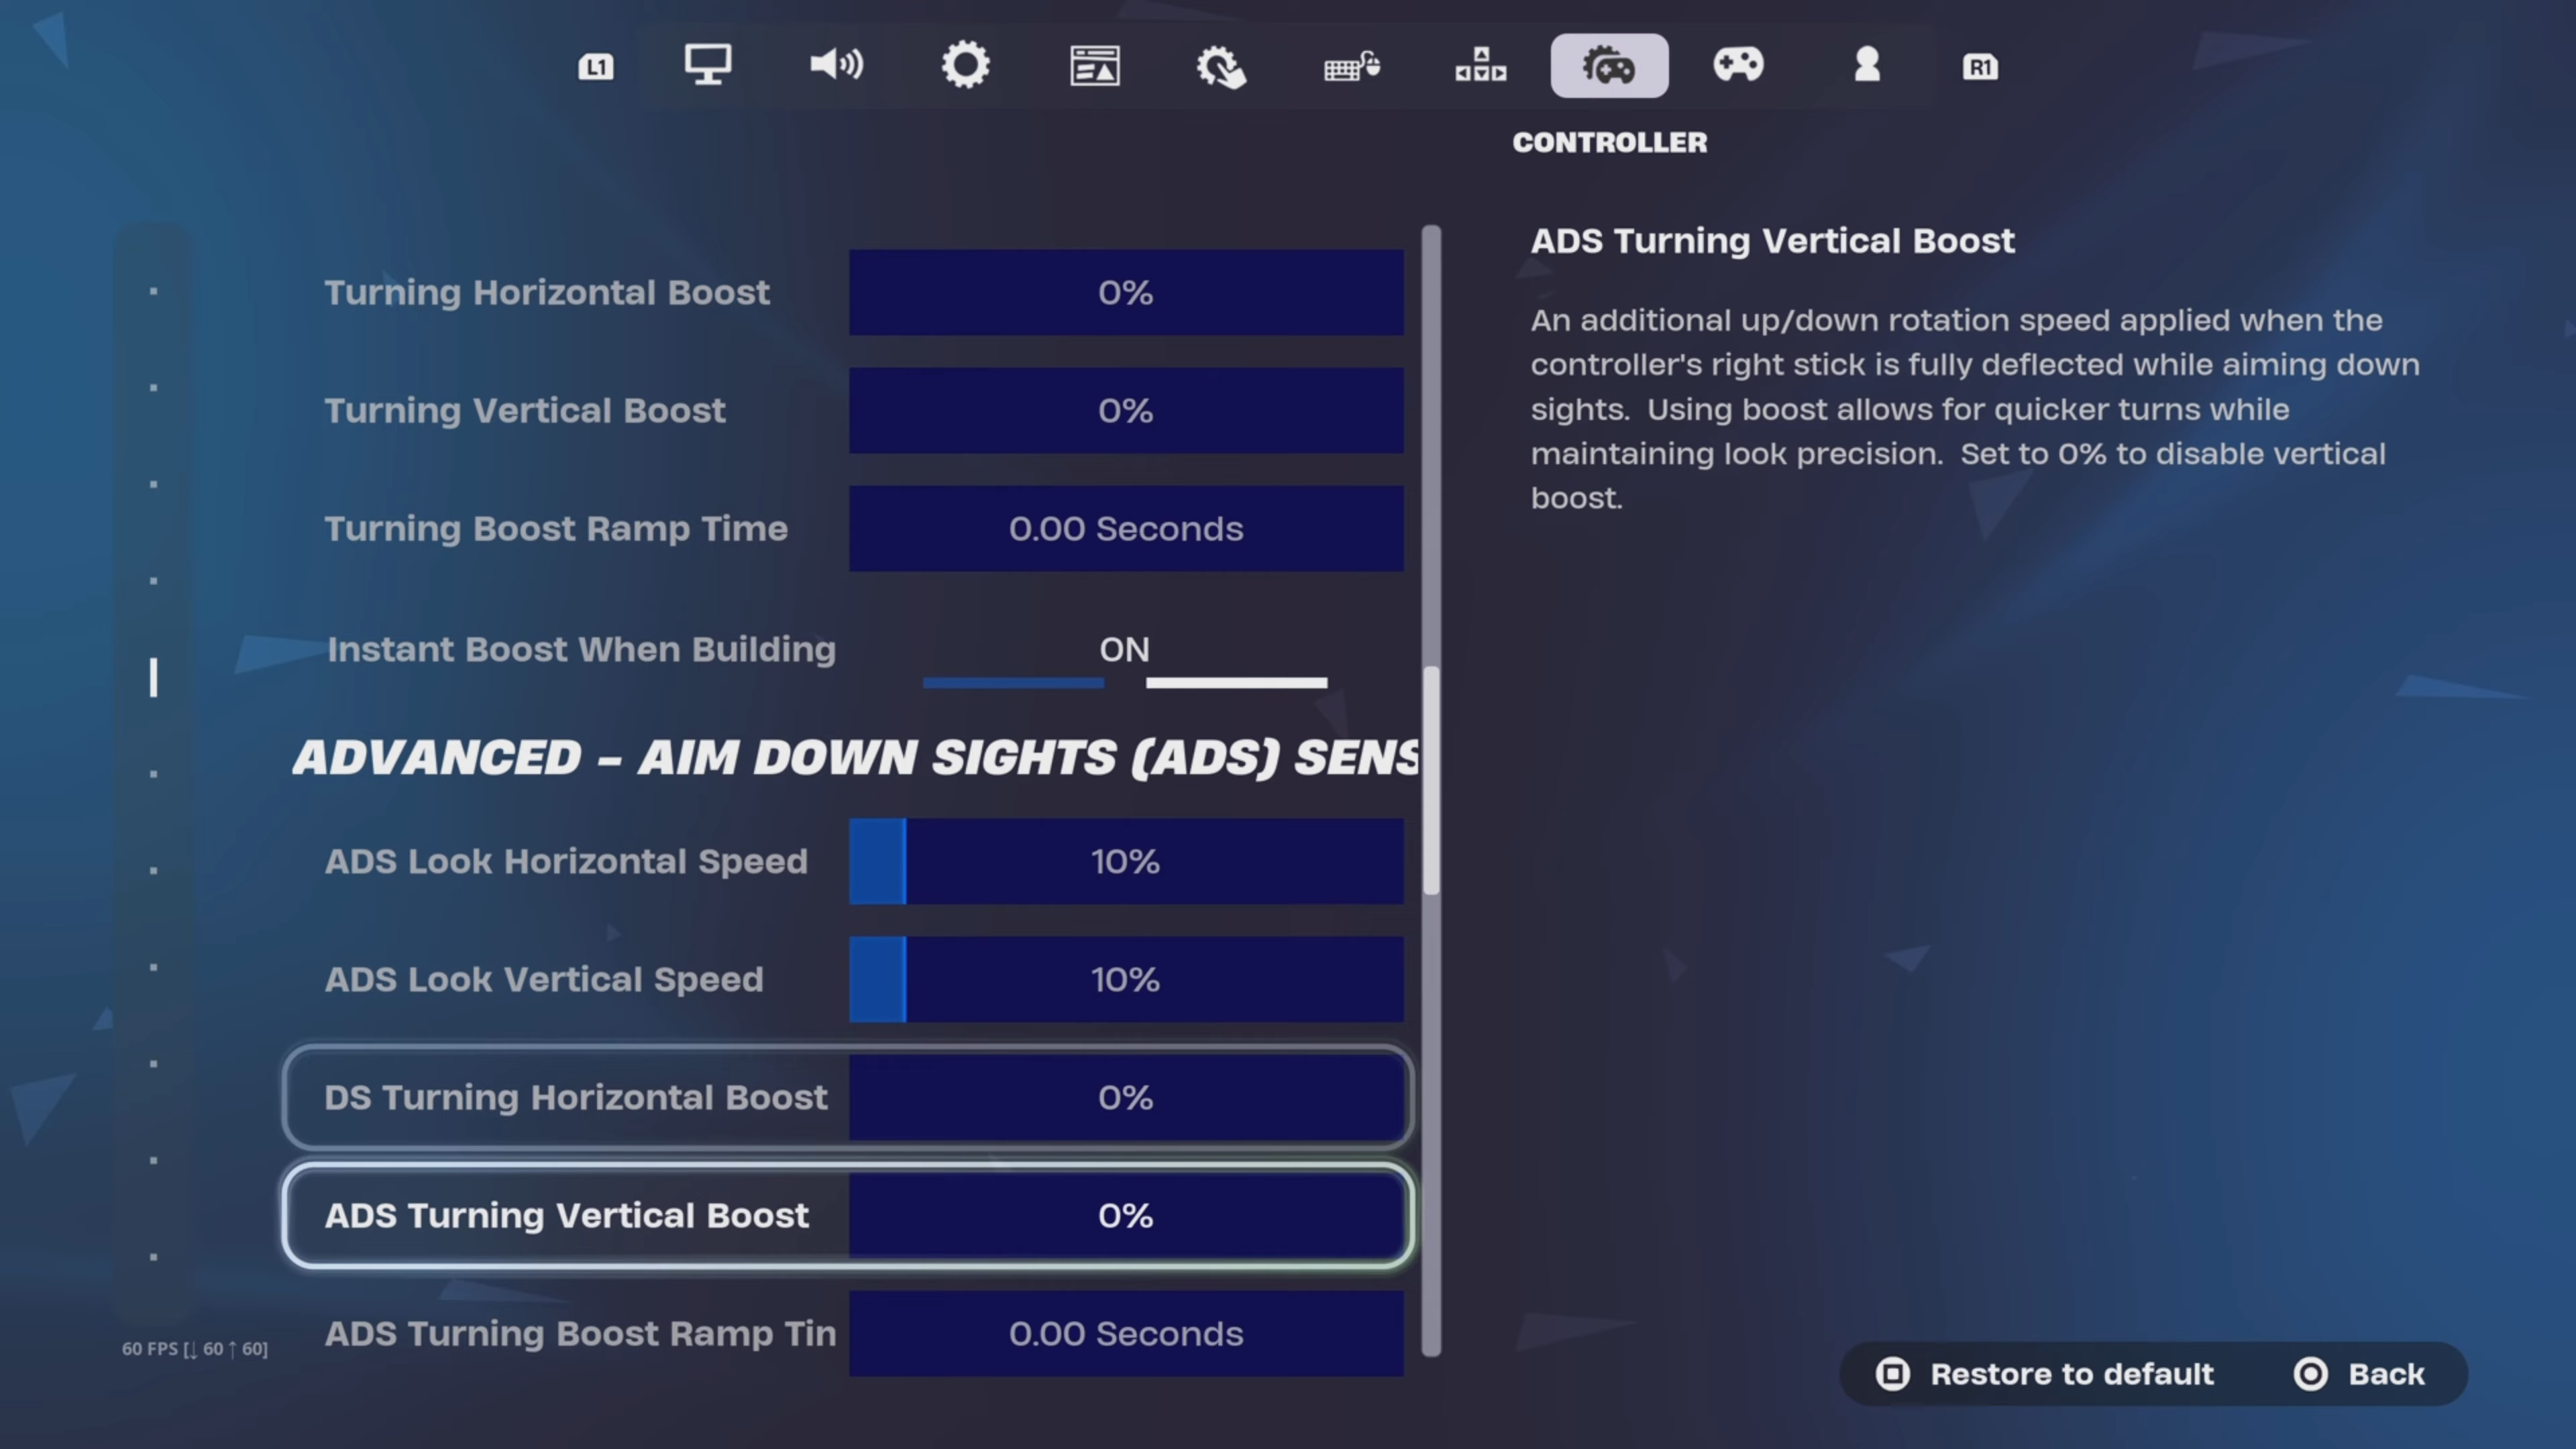 L1
R1
CONTROLLER
Turning Horizontal Boost 0%
Turning Vertical Boost 0%
Turning Boost Ramp Time 0.00 Seconds
Instant Boost When Building ON
ADVANCED - AIM DOWN SIGHTS (ADS) SENS
ADS Look Horizontal Speed 10%
ADS Look Vertical Speed 10%
DS Turning Horizontal Boost 0%
ADS Turning Vertical Boost 0%
ADS Turning Boost Ramp Tin 0.00 Seconds
ADS Turning Vertical Boost
An additional up/down rotation speed applied when the
controller's right stick is fully deflected while aiming down
sights. Using boost allows for quicker turns while
maintaining look precision. Set to 0% to disable vertical
boost.
60 FPS [↓ 60 ↑ 60]
Restore to default
Back